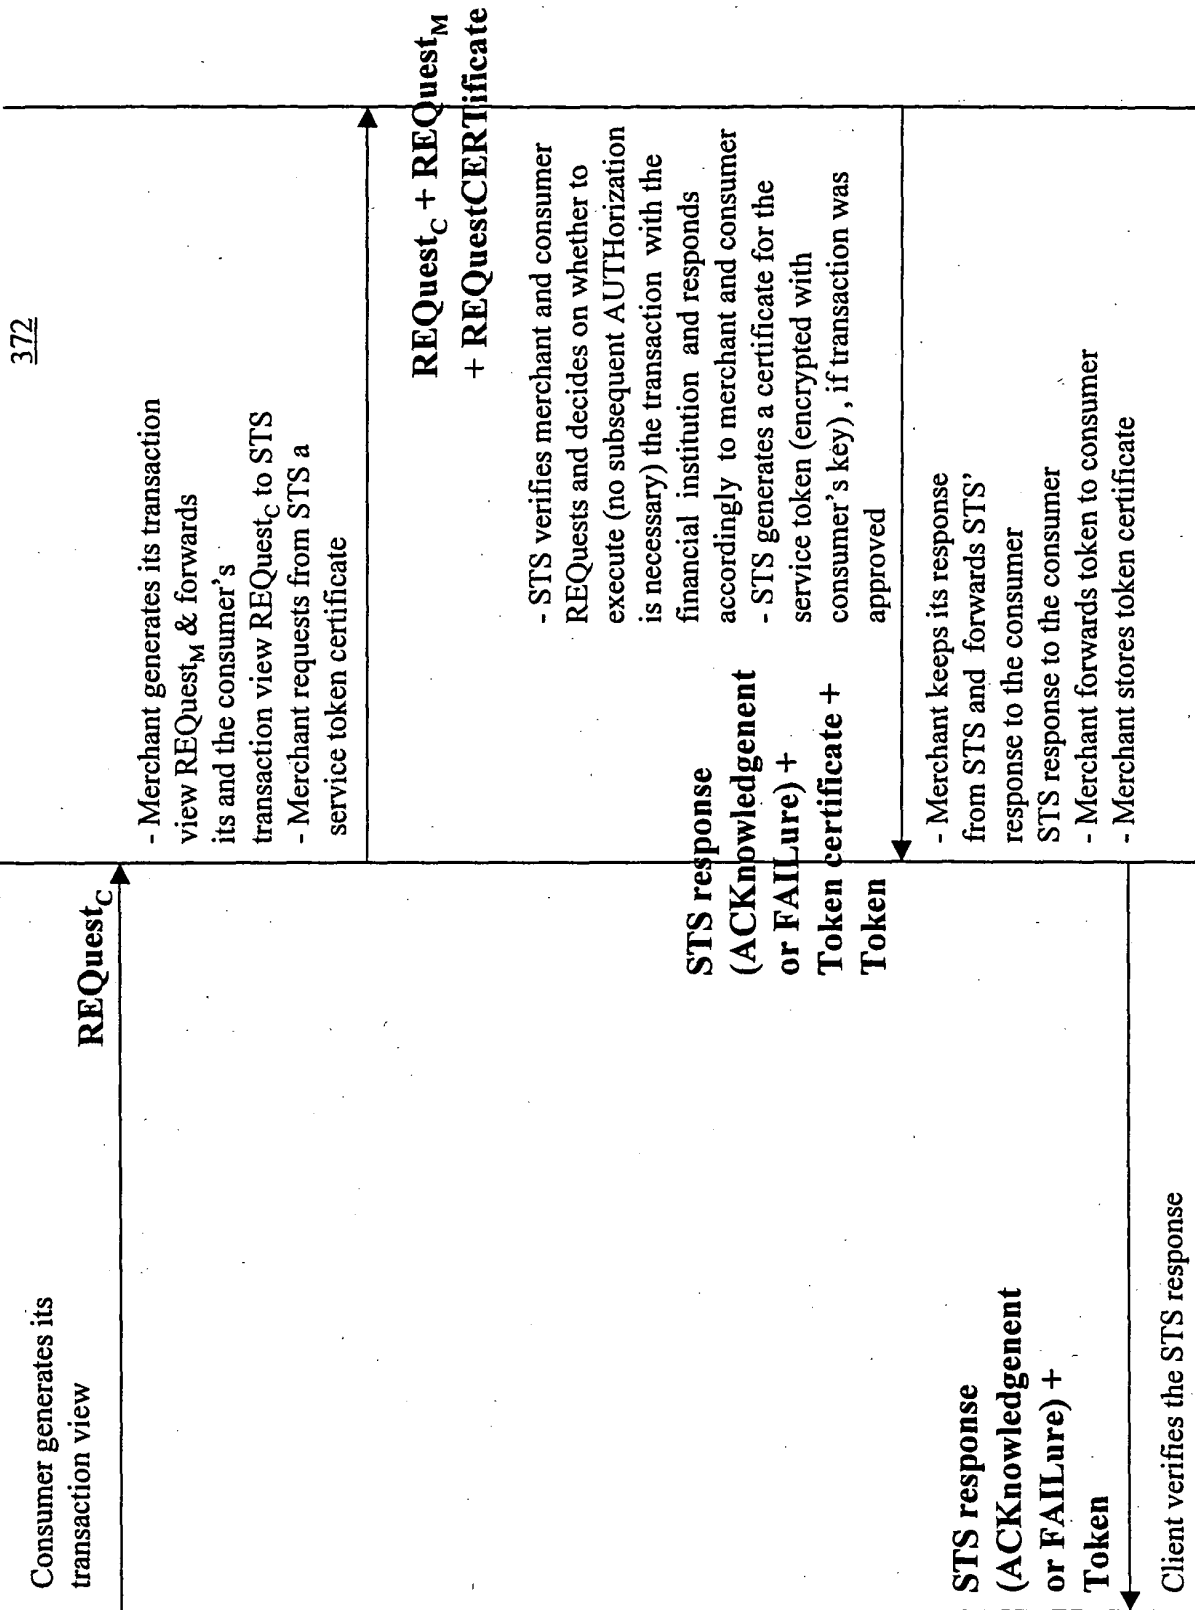 372
Consumer generates its
transaction view
REQuestC
- Merchant generates its transaction
view REQuestM & forwards
its and the consumer's
transaction view REQuestC to STS
- Merchant requests from STS a
service token certificate
REQuestC + REQuestM
+ REQuestCERTificate
- STS verifies merchant and consumer
REQuests and decides on whether to
execute (no subsequent AUTHorization
is necessary) the transaction with the
financial institution and responds
accordingly to merchant and consumer
- STS generates a certificate for the
service token (encrypted with
consumer's key), if transaction was
approved
STS response
(ACKnowledgenent
or FAILure) +
Token certificate +
Token
- Merchant keeps its response
from STS and forwards STS'
response to the consumer
STS response to the consumer
- Merchant forwards token to consumer
- Merchant stores token certificate
STS response
(ACKnowledgenent
or FAILure) +
Token
Client verifies the STS response